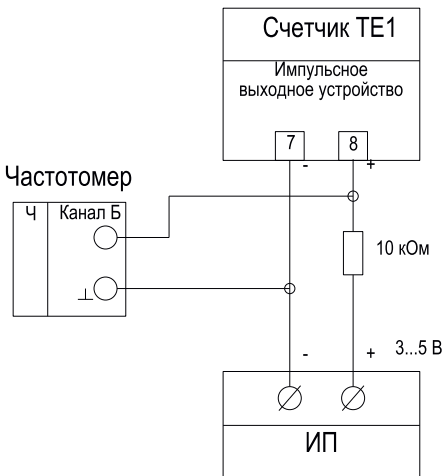 Счетчик ТЕ1
Импульсное
выходное устройство
7 8
- +
Частотомер
Ч Канал Б
⊥
10 кОм
- + 3...5 В
ИП